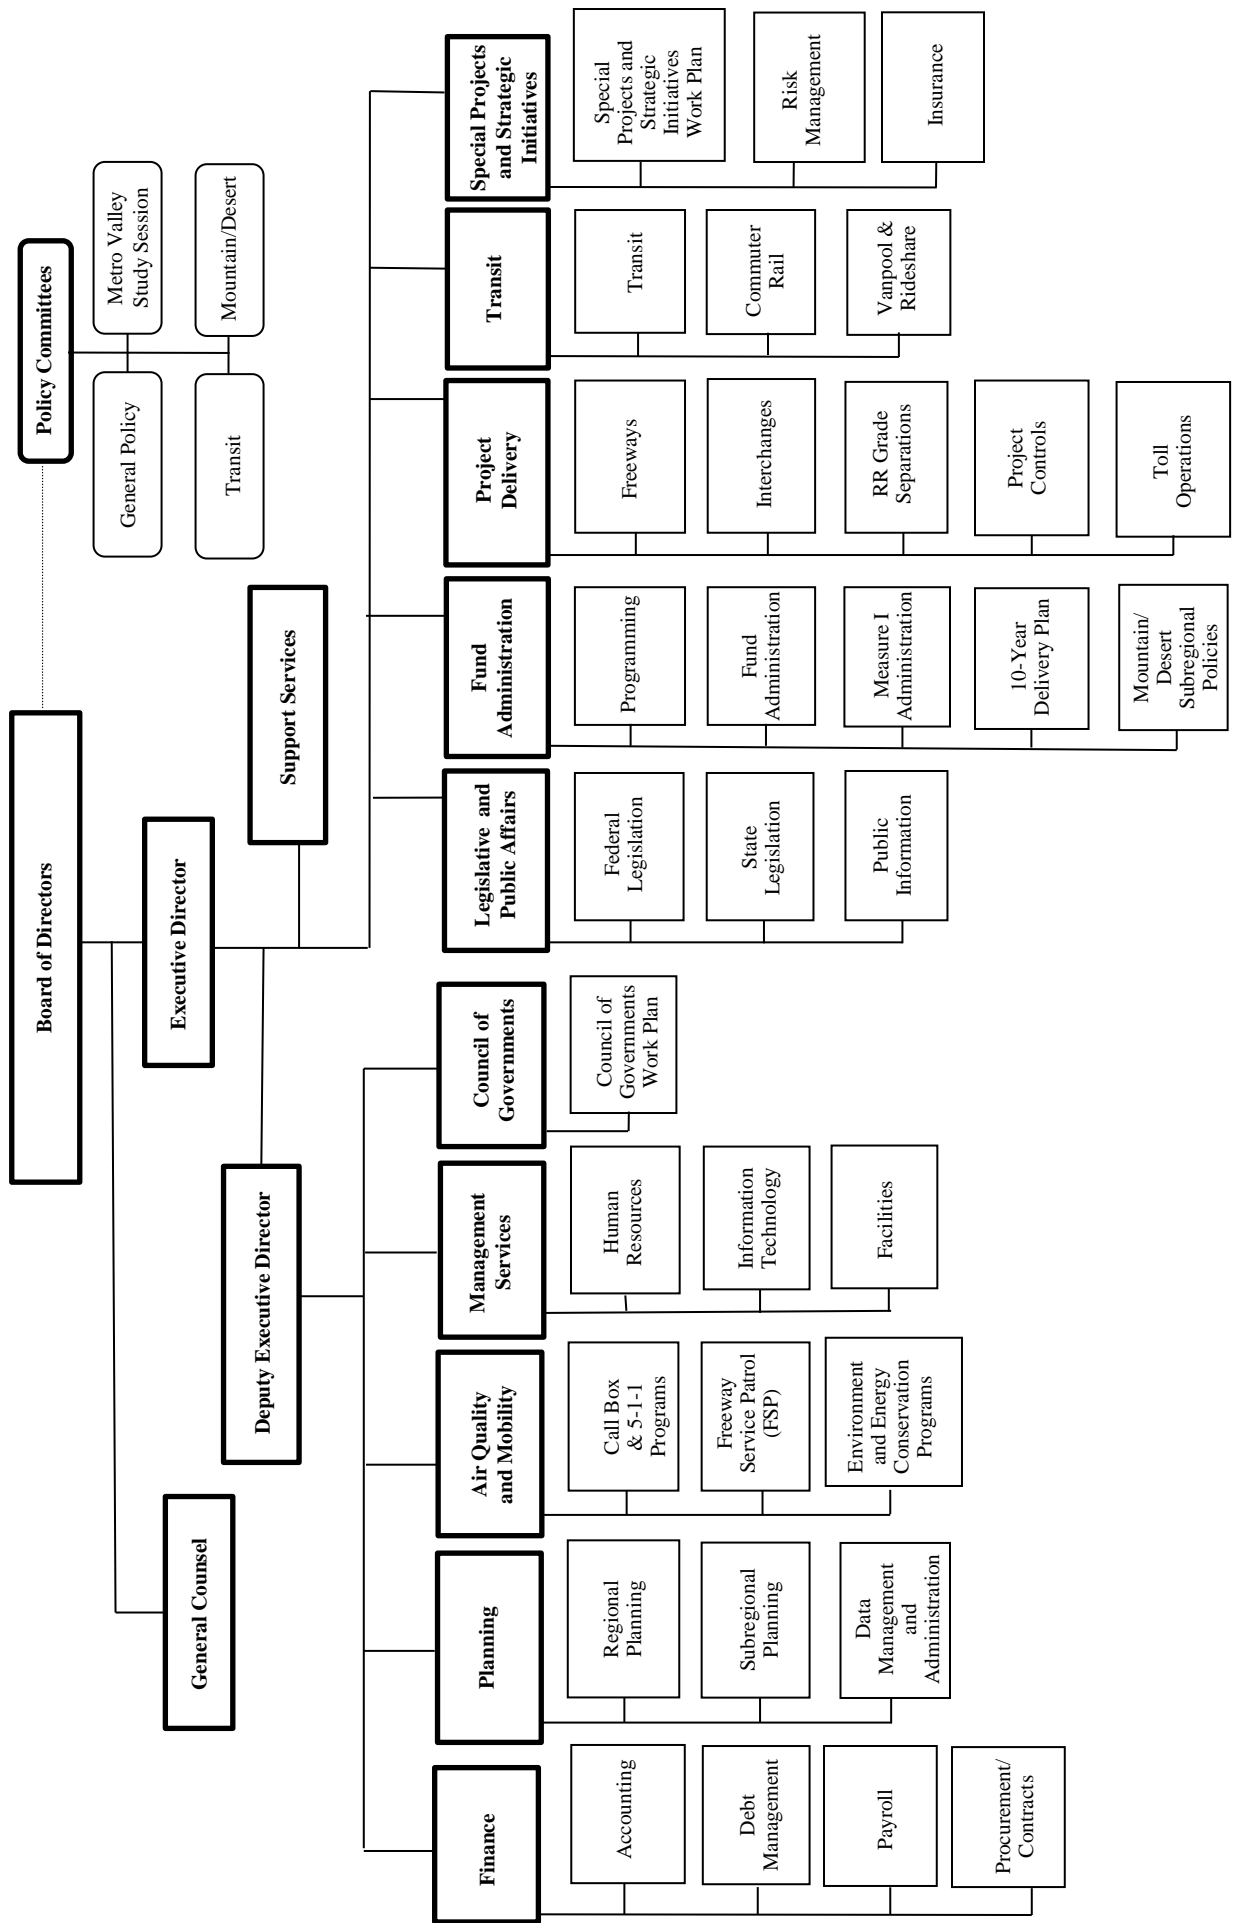 Board of Directors
Policy Committees
General Policy
Metro Valley
Study Session
Transit
Mountain/Desert
General Counsel
Executive Director
Deputy Executive Director
Support Services
Finance
Accounting
Debt
Management
Payroll
Procurement/
Contracts
Planning
Regional
Planning
Subregional
Planning
Data
Management
and
Administration
Air Quality
and Mobility
Call Box
& 5-1-1
Programs
Freeway
Service Patrol
(FSP)
Environment
and Energy
Conservation
Programs
Management
Services
Human
Resources
Information
Technology
Facilities
Council of
Governments
Council of
Governments
Work Plan
Legislative and
Public Affairs
Federal
Legislation
State
Legislation
Public
Information
Fund
Administration
Programming
Fund
Administration
Measure I
Administration
10-Year
Delivery Plan
Mountain/
Desert
Subregional
Policies
Project
Delivery
Freeways
Interchanges
RR Grade
Separations
Project
Controls
Toll
Operations
Transit
Transit
Commuter
Rail
Vanpool &
Rideshare
Special Projects
and Strategic
Initiatives
Special
Projects and
Strategic
Initiatives
Work Plan
Risk
Management
Insurance